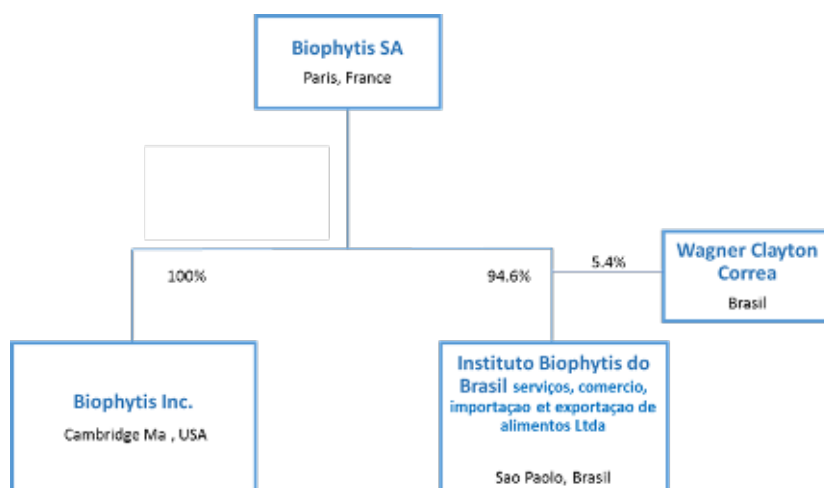 Biophytis SA
Paris, France
100%
94.6%
5.4%
Wagner Clayton
Correa
Brasil
Biophytis Inc.
Cambridge Ma , USA
Instituto Biophytis do
Brasil serviços, comercio,
importaçao et exportaçao de
alimentos Ltda
Sao Paolo, Brasil